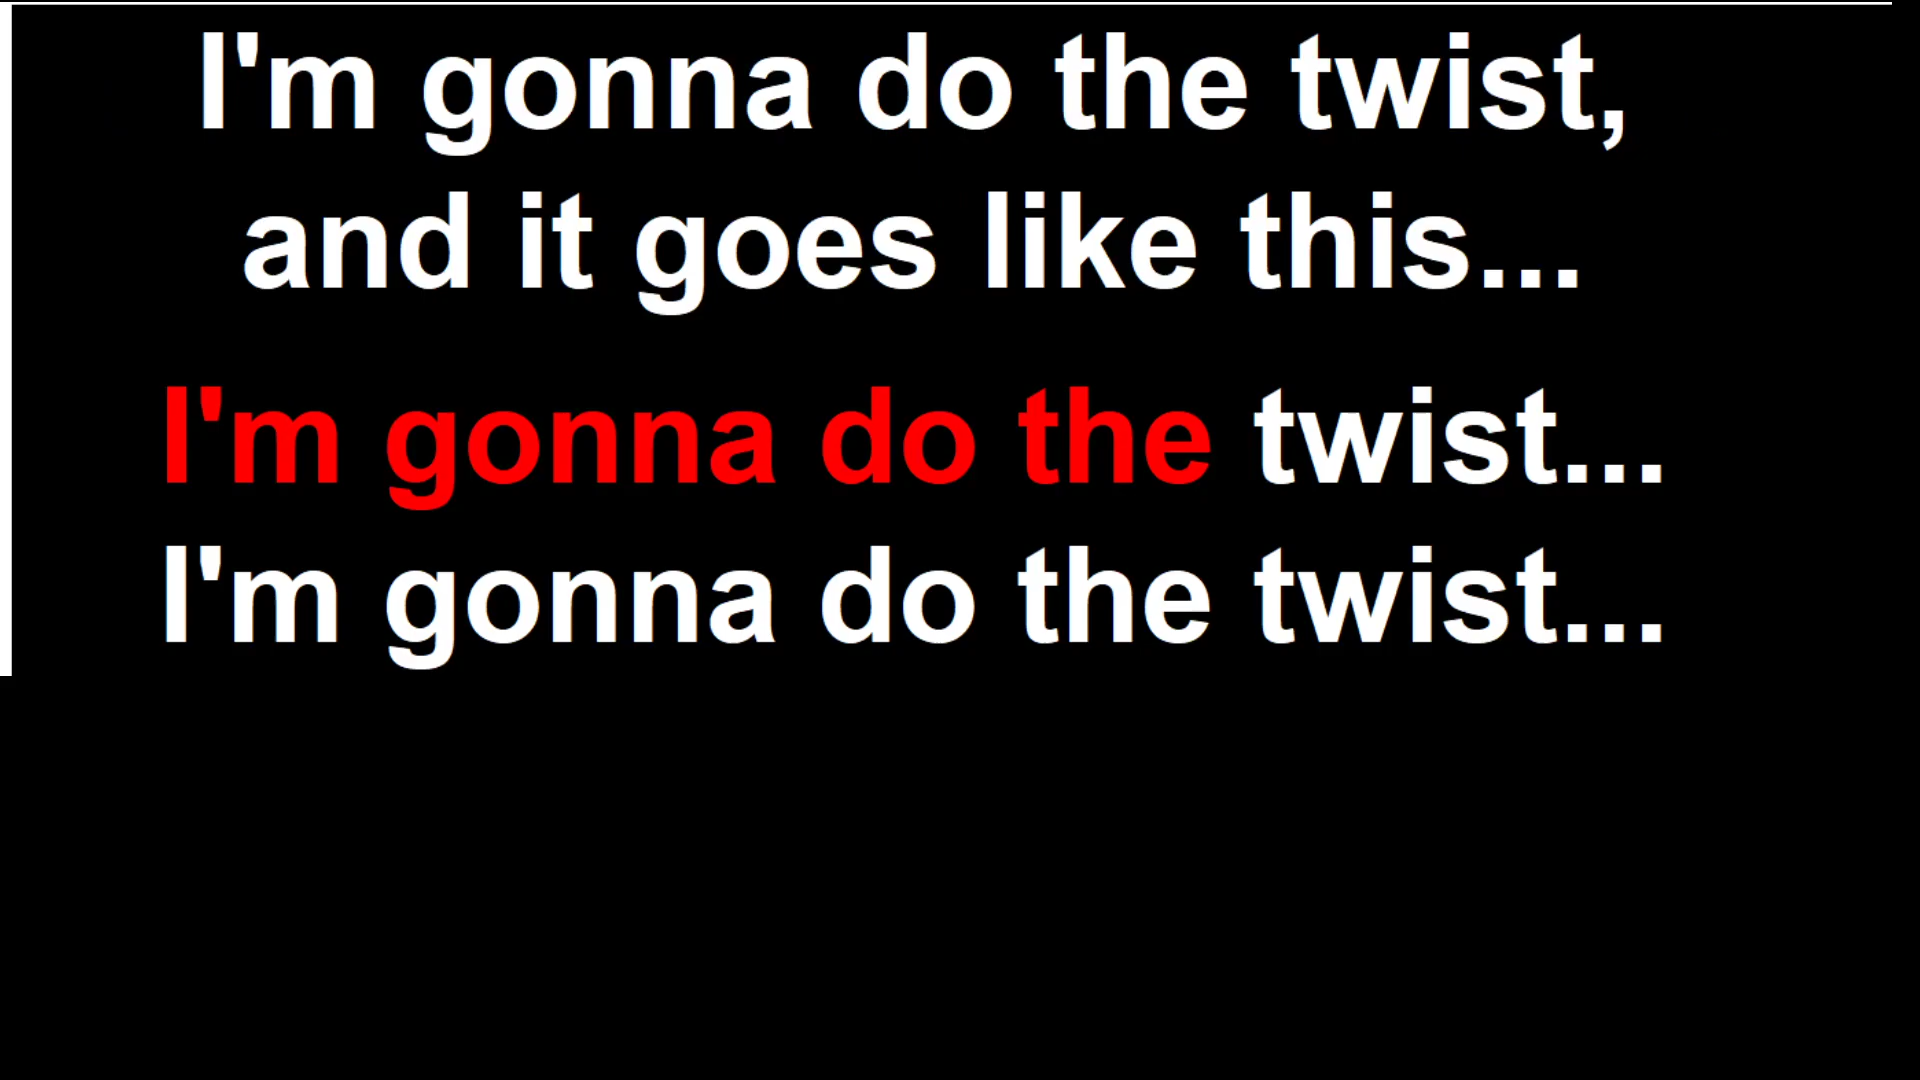 I'm gonna do the twist,
and it goes like this...
I'm gonna do the twist...
I'm gonna do the twist...